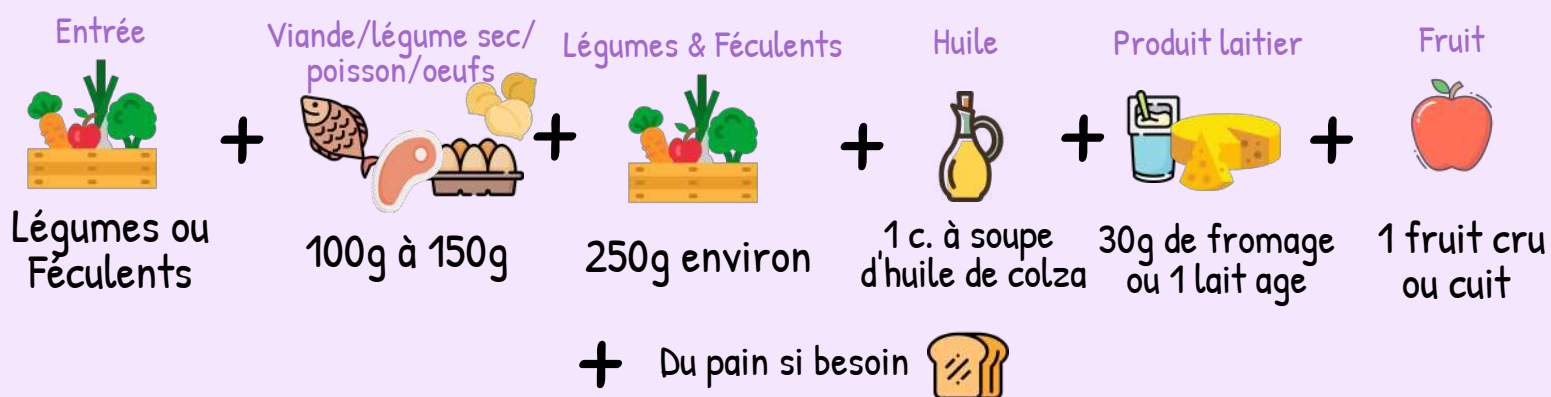 Entrée
Légumes ou
Féculents
Viande/légume sec/
poisson/oeufs
100g à 150g
Légumes & Féculents
250g environ
Huile
1 c. à soupe
d'huile de colza
Produit laitier
30g de fromage
ou 1 lait age
Fruit
1 fruit cru
ou cuit
+ Du pain si besoin